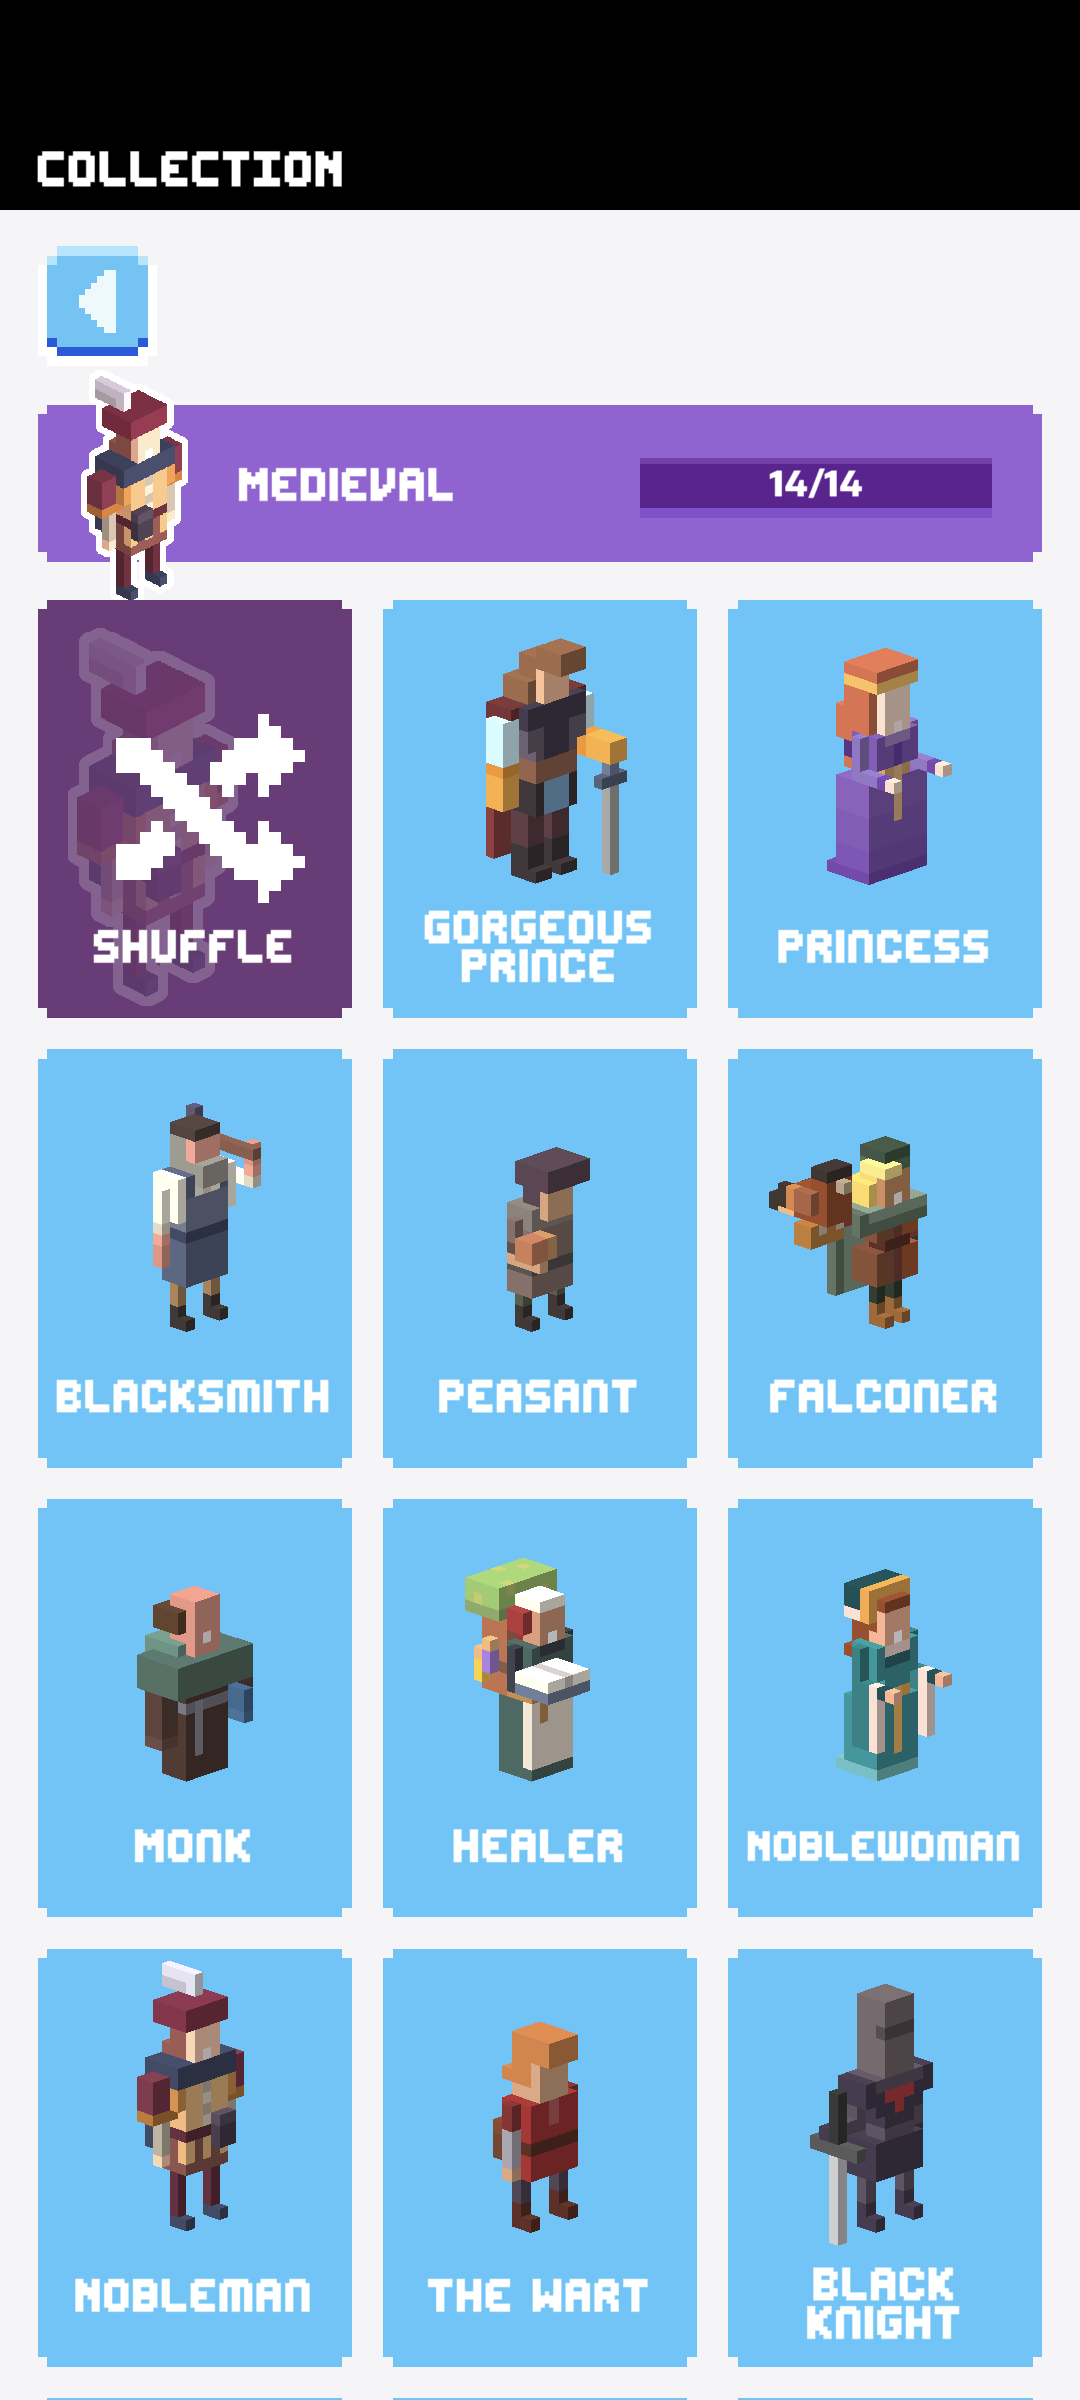 COLLECTION
MEDIEVAL
14/14
SHUFFLE
GORGEOUS
PRINCE
PRINCESS
BLACKSMITH
PEASANT
FALCONER
MONK
HEALER
NOBLEWOMAN
NOBLEMAN
THE WART
BLACK
KNIGHT